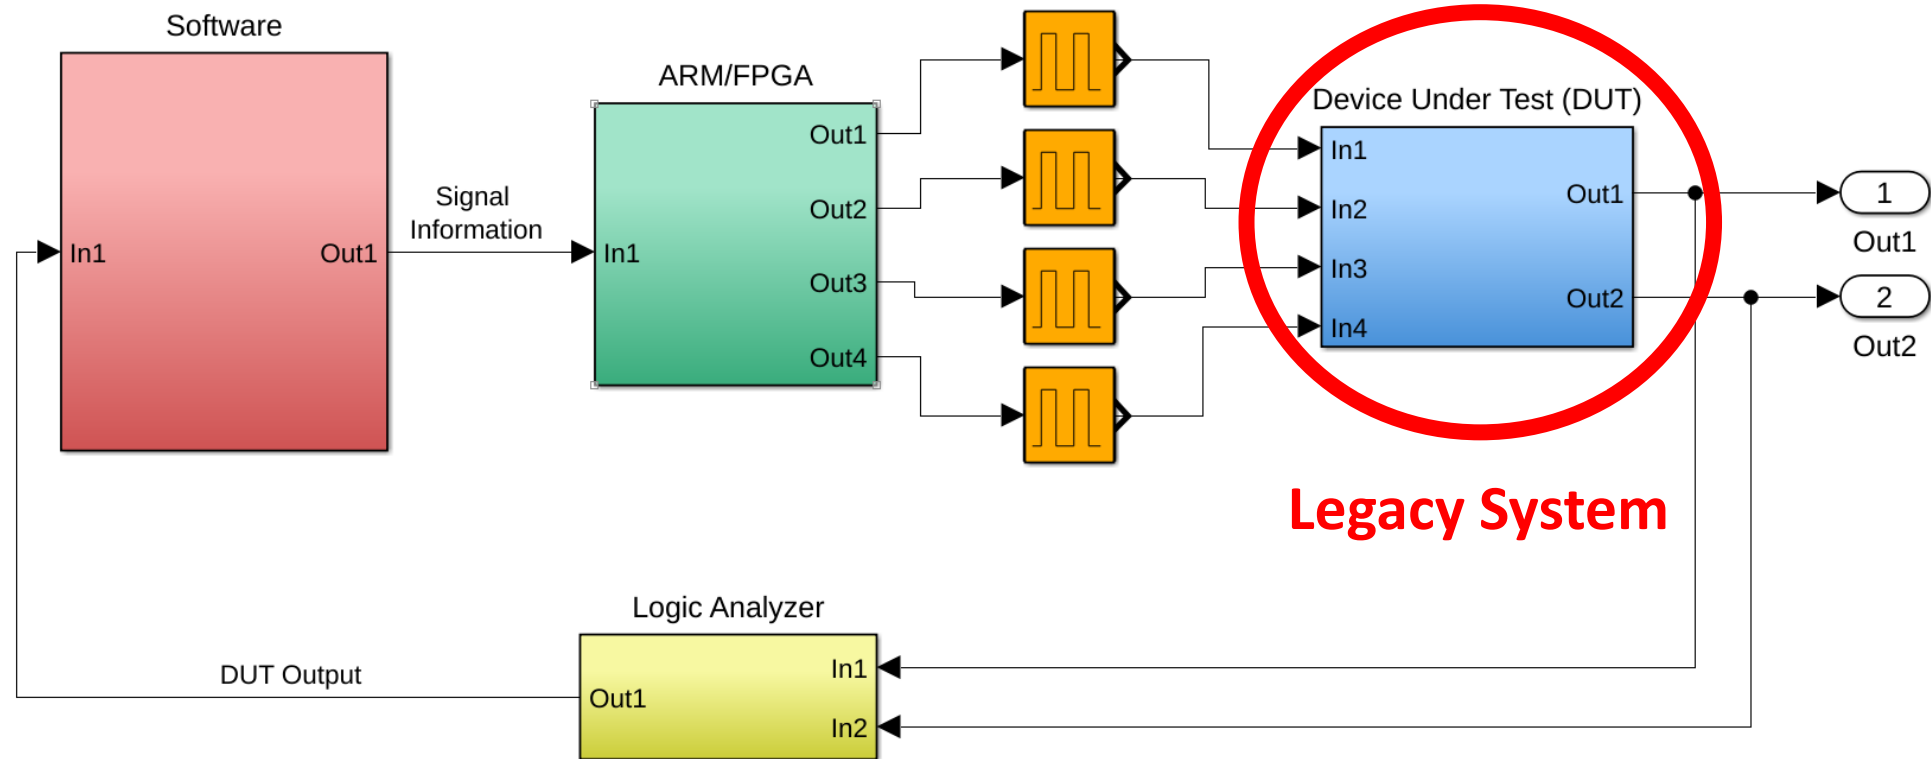 Software
In1
Out1
Signal
Information
ARM/FPGA
In1
Out1
Out2
Out3
Out4
Device Under Test (DUT)
In1
In2
In3
In4
Out1
Out2
1
Out1
2
Out2
Legacy System
Logic Analyzer
In1
In2
Out1
DUT Output